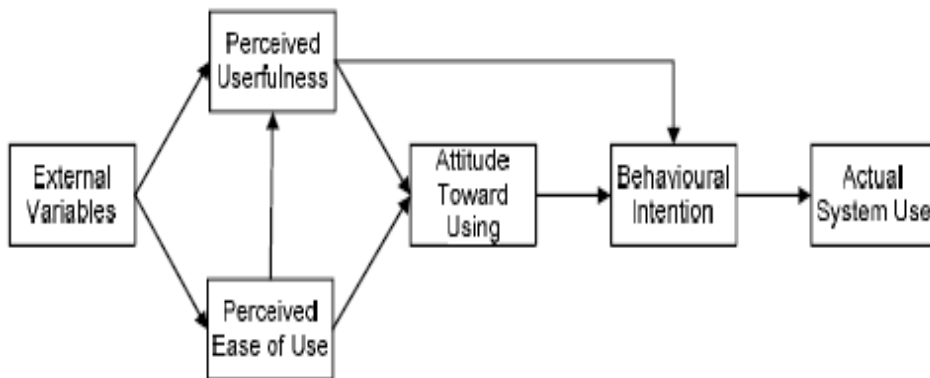 Perceived
Userfulness
External
Variables
Attitude
Toward
Using
Behavioural
Intention
Actual
System Use
Perceived
Ease of Use